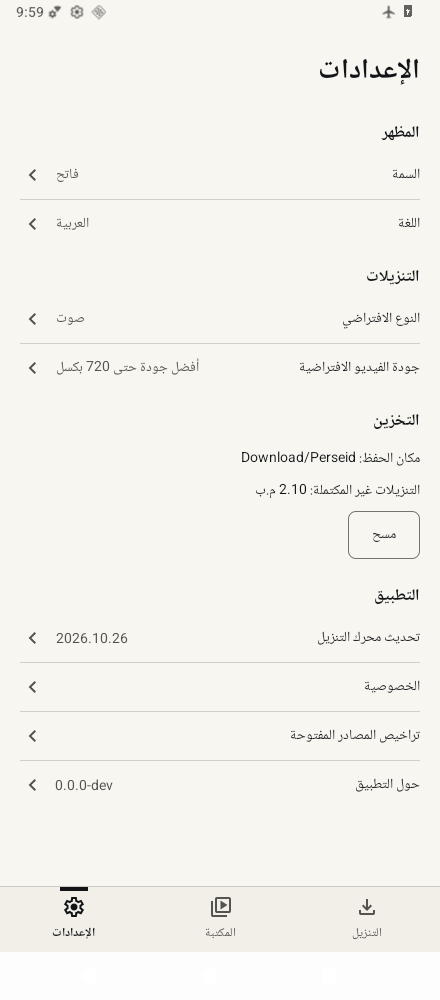 9:59
الإعدادات
المظهر
السمة فاتح
اللغة العربية
التنزيلات
النوع الافتراضي صوت
جودة الفيديو الافتراضية أفضل جودة حتى 720 بكسل
التخزين
مكان الحفظ: Download/Perseid
التنزيلات غير المكتملة: 2.10 م.ب
مسح
التطبيق
تحديث محرك التنزيل 2026.10.26
الخصوصية
تراخيص المصادر المفتوحة
حول التطبيق 0.0.0-dev
التنزيل المكتبة الإعدادات